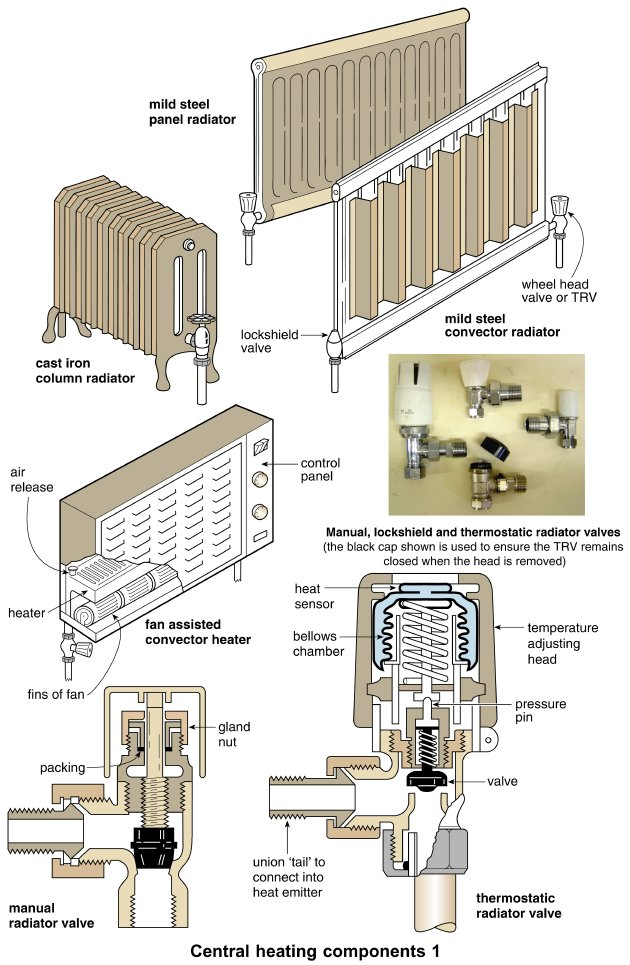 mild steel
panel radiator
wheel head
valve or TRV
mild steel
convector radiator
lockshield
valve
cast iron
column radiator
air
release
control
panel
Manual, lockshield and thermostatic radiator valves
(the black cap shown is used to ensure the TRV remains
closed when the head is removed)
heater
fan assisted
convector heater
fins of fan
heat
sensor
bellows
chamber
temperature
adjusting
head
pressure
pin
gland
nut
packing
valve
union ‘tail’ to
connect into
heat emitter
manual
radiator valve
thermostatic
radiator valve
Central heating components 1